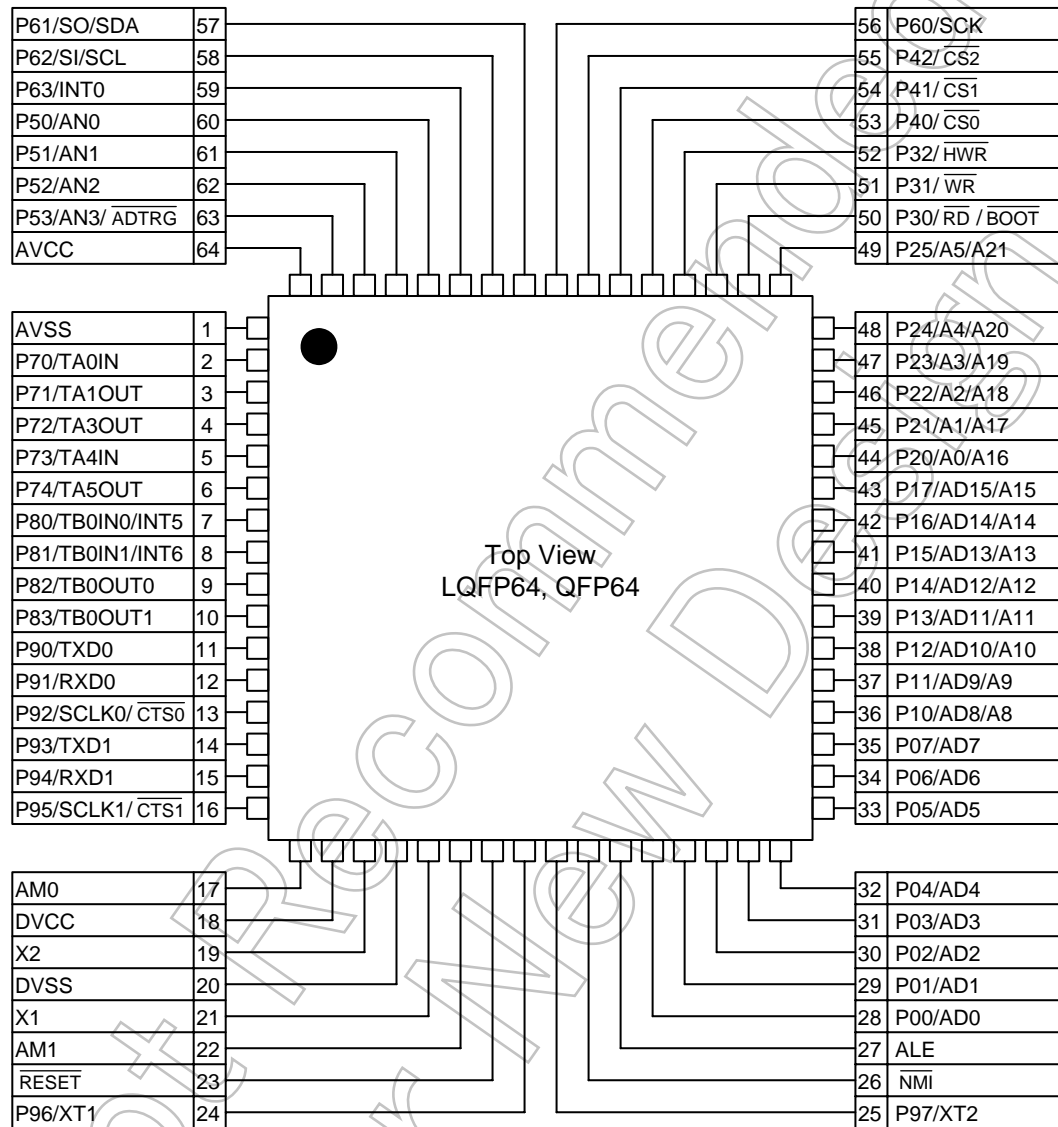 P61/SO/SDA 57
P62/SI/SCL 58
P63/INT0 59
P50/AN0 60
P51/AN1 61
P52/AN2 62
P53/AN3/ ADTRG 63
AVCC 64
56 P60/SCK
55 P42/ CS2
54 P41/ CS1
53 P40/ CS0
52 P32/ HWR
51 P31/ WR
50 P30/ RD / BOOT
49 P25/A5/A21
AVSS 1
P70/TA0IN 2
P71/TA1OUT 3
P72/TA3OUT 4
P73/TA4IN 5
P74/TA5OUT 6
P80/TB0IN0/INT5 7
P81/TB0IN1/INT6 8
P82/TB0OUT0 9
P83/TB0OUT1 10
P90/TXD0 11
P91/RXD0 12
P92/SCLK0/ CTS0 13
P93/TXD1 14
P94/RXD1 15
P95/SCLK1/ CTS1 16
Top View
LQFP64, QFP64
48 P24/A4/A20
47 P23/A3/A19
46 P22/A2/A18
45 P21/A1/A17
44 P20/A0/A16
43 P17/AD15/A15
42 P16/AD14/A14
41 P15/AD13/A13
40 P14/AD12/A12
39 P13/AD11/A11
38 P12/AD10/A10
37 P11/AD9/A9
36 P10/AD8/A8
35 P07/AD7
34 P06/AD6
33 P05/AD5
AM0 17
DVCC 18
X2 19
DVSS 20
X1 21
AM1 22
RESET 23
P96/XT1 24
32 P04/AD4
31 P03/AD3
30 P02/AD2
29 P01/AD1
28 P00/AD0
27 ALE
26 NMI
25 P97/XT2
ot Recommended
r New Design